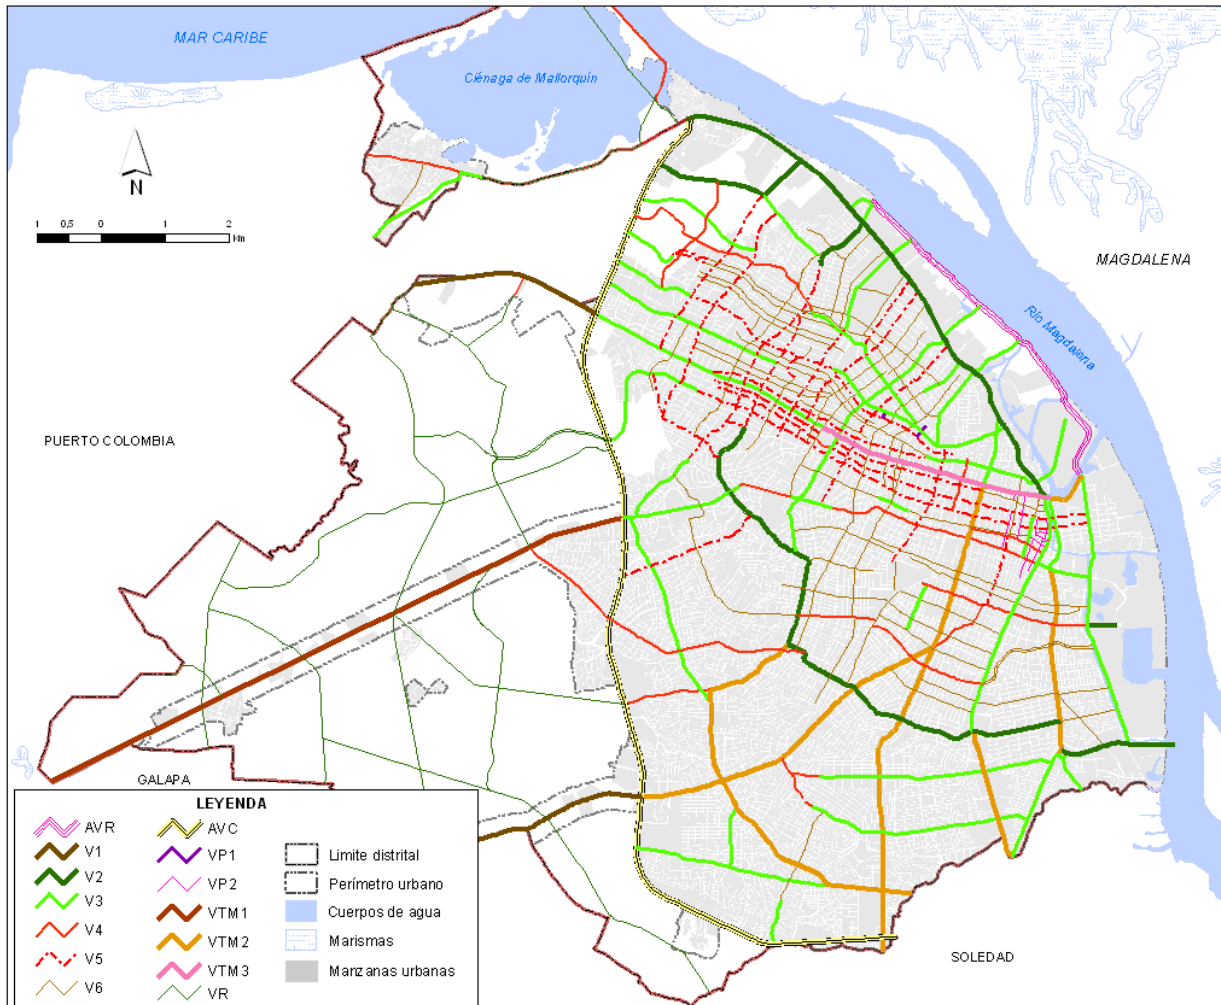 MAR CARIBE
Ciénaga de Mallorquín
N
1 0,5 0 1 2
Km
MAGDALENA
Río Magdalena
PUERTO COLOMBIA
GALAPA
SOLEDAD
LEYENDA
AVR
V1
V2
V3
V4
V5
V6
AVC
VP1
VP2
VTM1
VTM2
VTM3
VR
Limite distrital
Perímetro urbano
Cuerpos de agua
Marismas
Manzanas urbanas